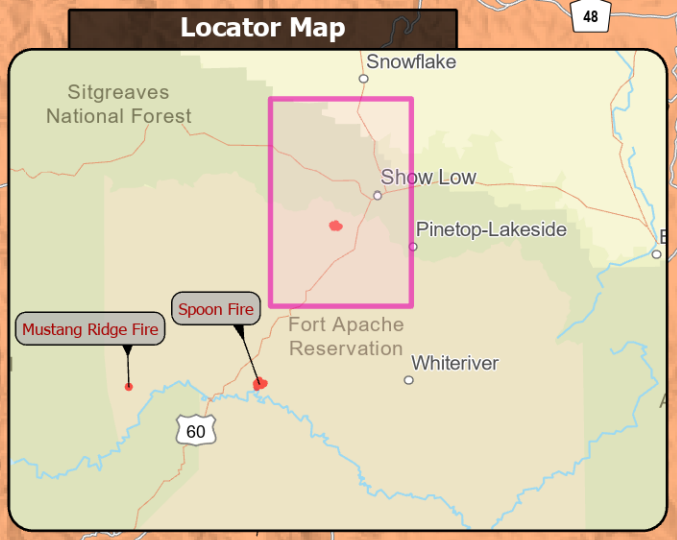 Locator Map
48
Snowflake
Sitgreaves
National Forest
Show Low
Pinetop-Lakeside
Spoon Fire
Mustang Ridge Fire
Fort Apache
Reservation
Whiteriver
60